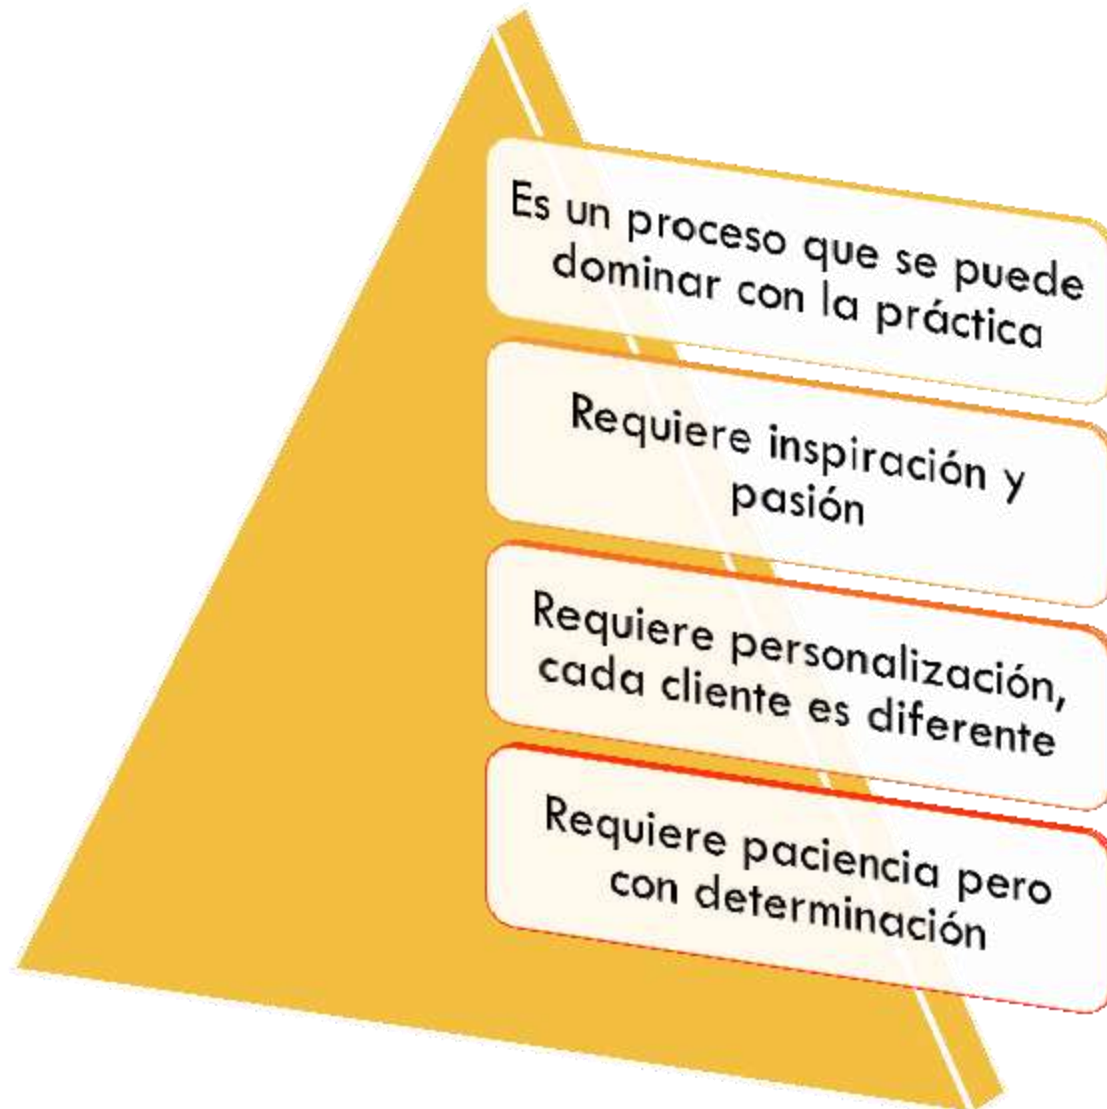 Es un proceso que se puede
dominar con la práctica
Requiere inspiración y
pasión
Requiere personalización,
cada cliente es diferente
Requiere paciencia pero
con determinación